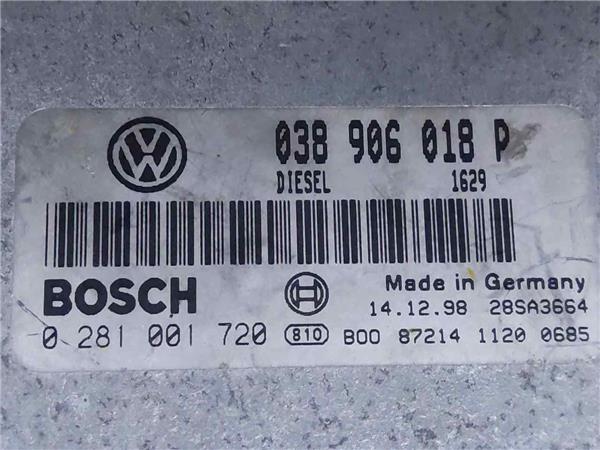 VW 038 906 018 P
DIESEL 1629
BOSCH Made in Germany
14.12.98 28SA3664
0 281 001 720 810 B00 87214 1120 0685